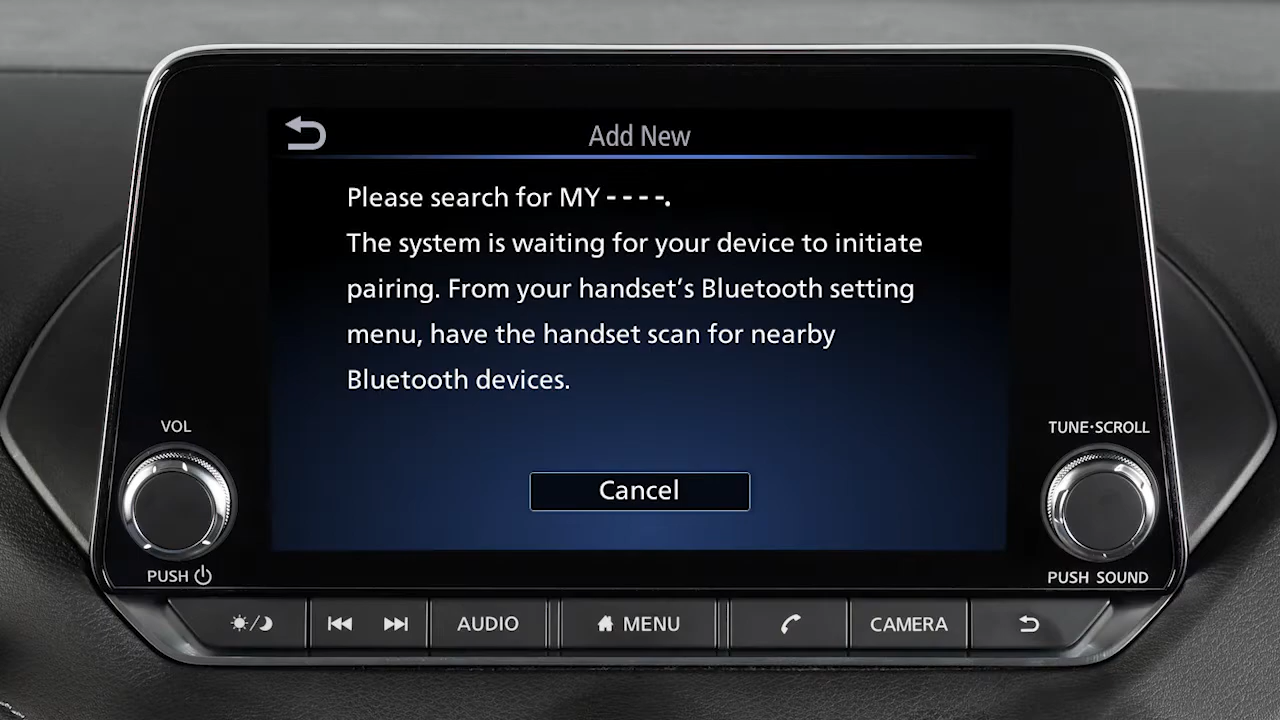 Add New
Please search for MY - - - -.
The system is waiting for your device to initiate
pairing. From your handset’s Bluetooth setting
menu, have the handset scan for nearby
Bluetooth devices.
Cancel
VOL
PUSH
TUNE·SCROLL
PUSH SOUND
AUDIO
MENU
CAMERA